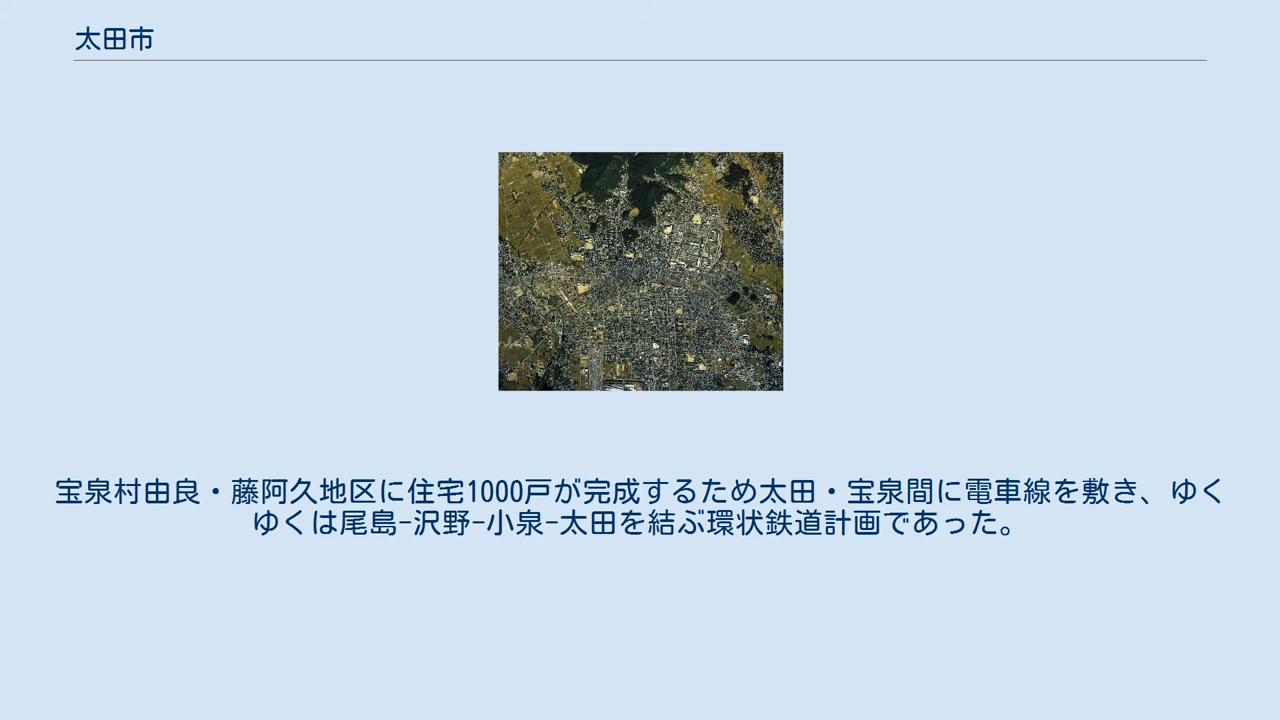 太田市
宝泉村由良・藤阿久地区に住宅1000戸が完成するため太田・宝泉間に電車線を敷き、ゆく
ゆくは尾島-沢野-小泉-太田を結ぶ環状鉄道計画であった。